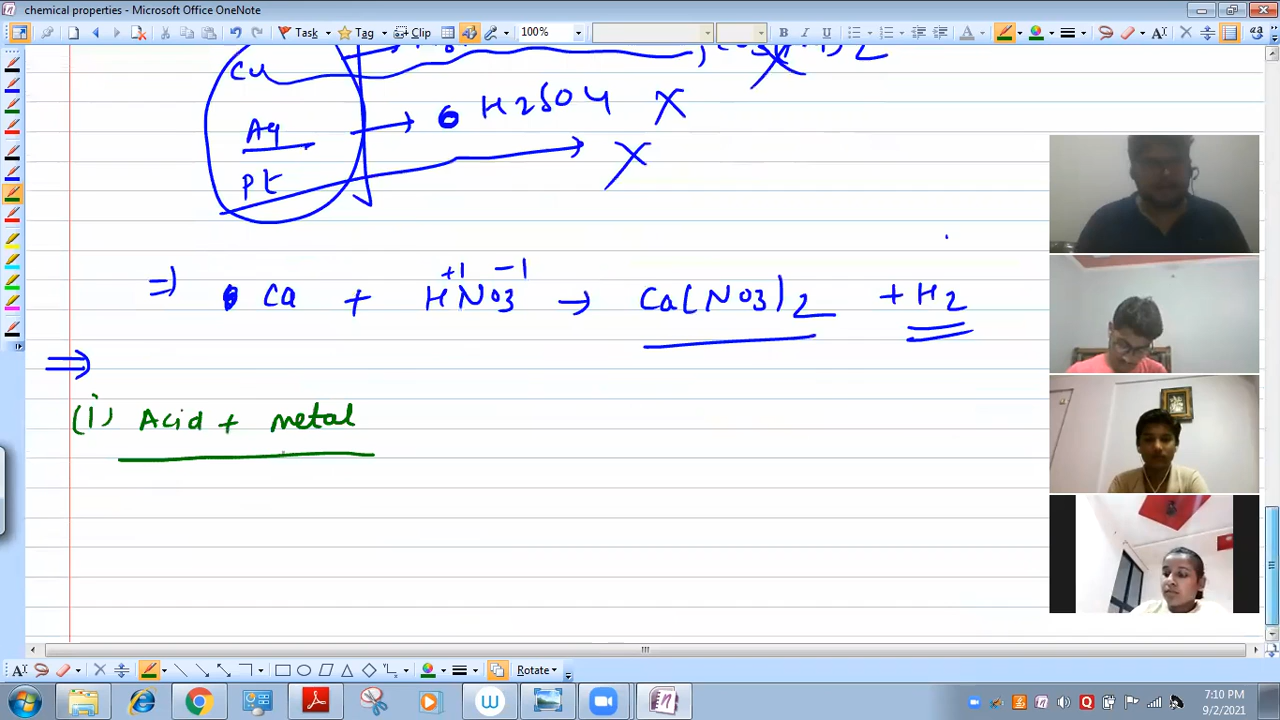 chemical properties - Microsoft Office OneNote
Task Tag Clip 100% B I U
Cu
Ag → H2SO4 X
Pt X
⇒ Ca + HNO3 → Ca(NO3)2 + H2
+1 -1
⇒
(i) Acid + metal
Rotate
7:10 PM
9/2/2021